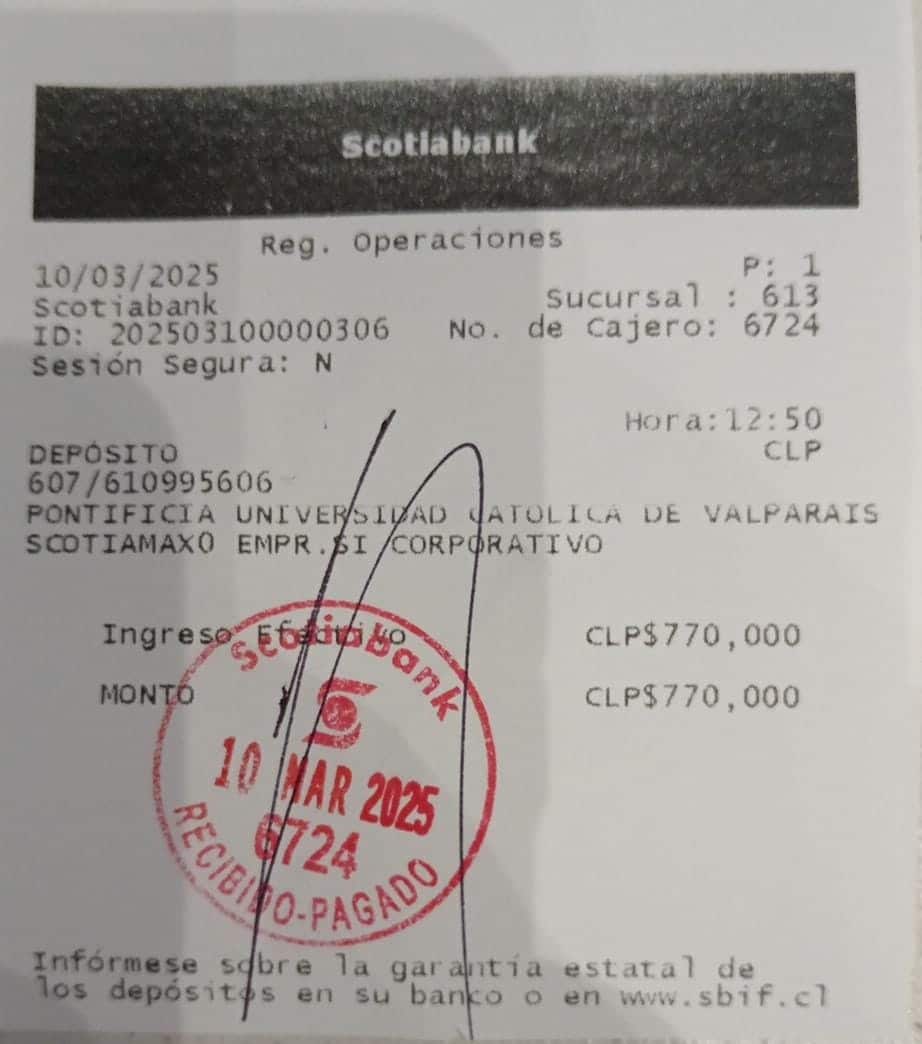 Scotiabank
Reg. Operaciones
10/03/2025 P: 1
Scotiabank Sucursal : 613
ID: 202503100000306 No. de Cajero: 6724
Sesión Segura: N
Hora:12:50
DEPÓSITO CLP
607/610995606
PONTIFICIA UNIVERSIDAD CATOLICA DE VALPARAIS
SCOTIAMAX0 EMPR.SI CORPORATIVO
Ingreso Efectivo CLP$770,000
MONTO CLP$770,000
Scotiabank
10 MAR 2025
6724
RECIBIDO-PAGADO
Infórmese sobre la garantía estatal de
los depósitos en su banco o en www.sbif.cl